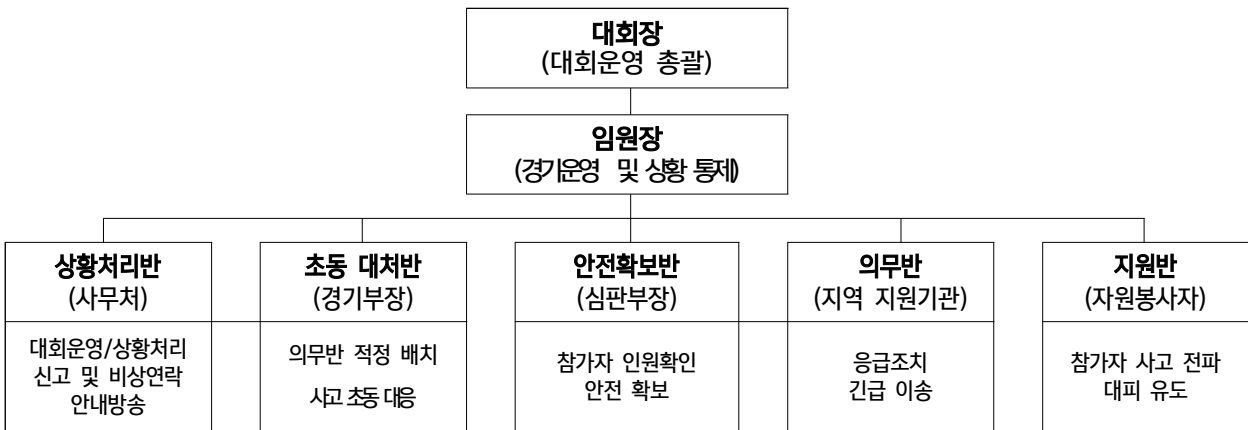 대회장
(대회운영 총괄)
임원장
(경기운영 및 상황 통제)
상황처리반
(사무처)
대회운영/상황처리
신고 및 비상연락
안내방송
초동 대처반
(경기부장)
의무반 적정 배치
사고 초동 대응
안전확보반
(심판부장)
참가자 인원확인
안전 확보
의무반
(지역 지원기관)
응급조치
긴급 이송
지원반
(자원봉사자)
참가자 사고 전파
대피 유도